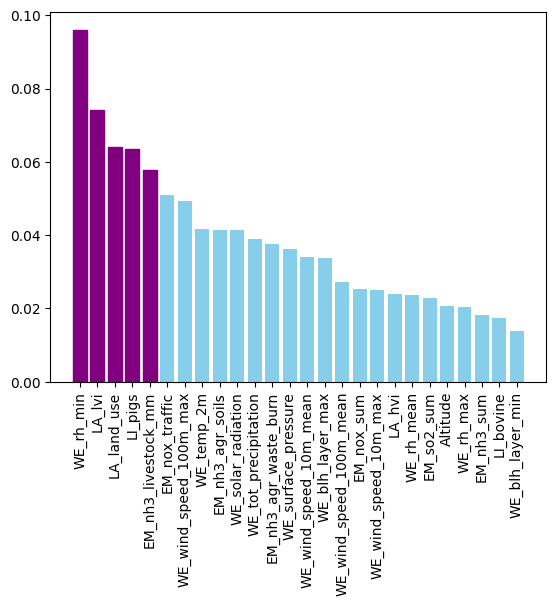 0.10
0.08
0.06
0.04
0.02
0.00
WE_rh_min
LA_lvi
LA_land_use
LI_pigs
EM_nh3_livestock_mm
EM_nox_traffic
WE_wind_speed_100m_max
WE_temp_2m
EM_nh3_agr_soils
WE_solar_radiation
WE_tot_precipitation
EM_nh3_agr_waste_burn
WE_surface_pressure
WE_wind_speed_10m_mean
WE_blh_layer_max
WE_wind_speed_100m_mean
EM_nox_sum
WE_wind_speed_10m_max
LA_hvi
WE_rh_mean
EM_so2_sum
Altitude
WE_rh_max
EM_nh3_sum
LI_bovine
WE_blh_layer_min